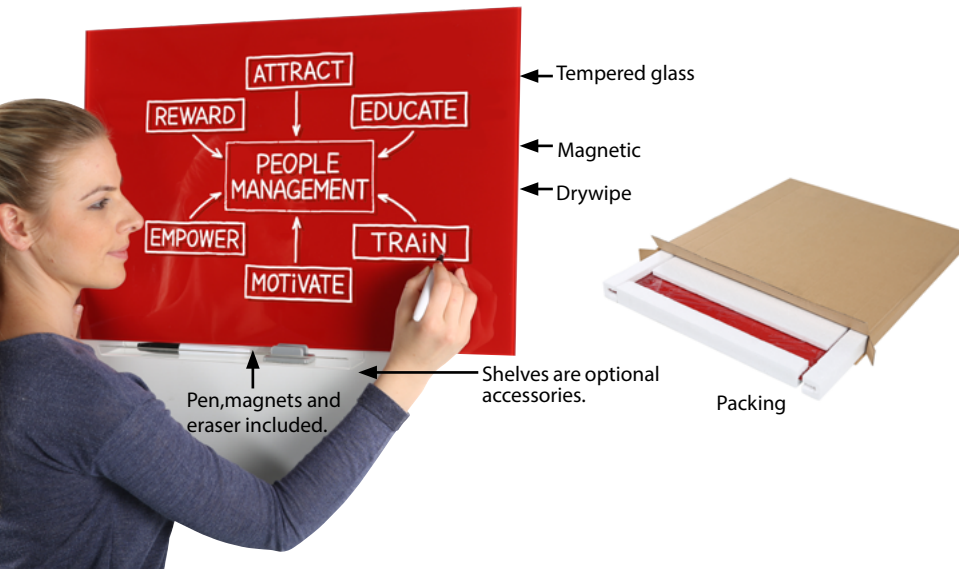 ATTRACT
REWARD
EDUCATE
PEOPLE
MANAGEMENT
EMPOWER
TRAiN
MOTiVATE
Tempered glass
Magnetic
Drywipe
Pen,magnets and
eraser included.
Shelves are optional
accessories.
Packing